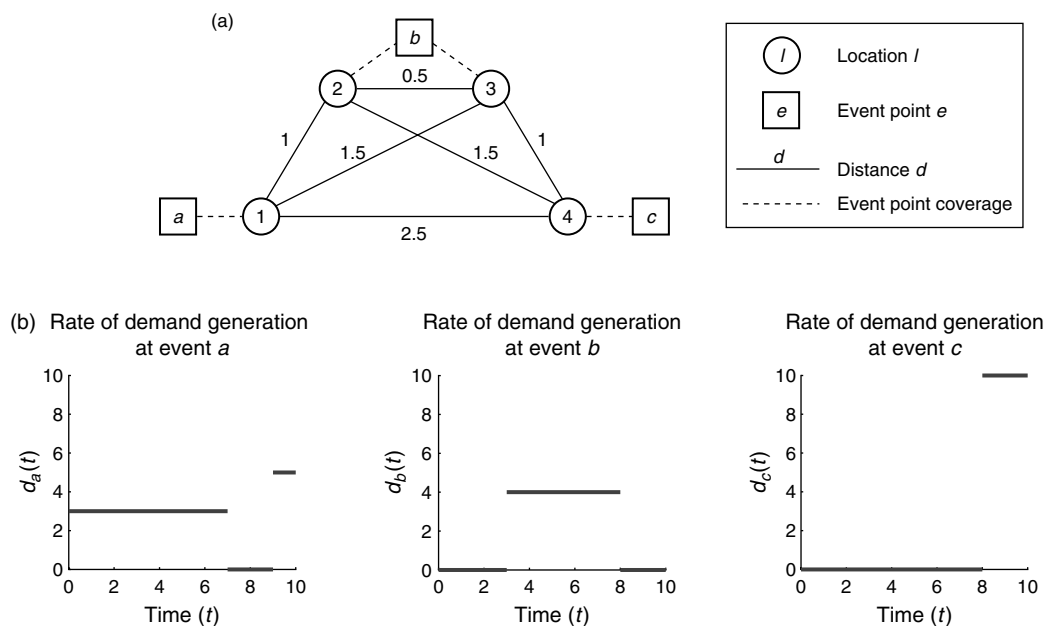 (a)
b
0.5
2
3
1
1.5
1.5
1
a
1
4
c
2.5
l
Location l
e
Event point e
d
Distance d
Event point coverage
(b)
Rate of demand generation
at event a
10
8
6
4
2
0
d_a(t)
0 2 4 6 8 10
Time (t)
Rate of demand generation
at event b
10
8
6
4
2
0
d_b(t)
0 2 4 6 8 10
Time (t)
Rate of demand generation
at event c
10
8
6
4
2
0
d_c(t)
0 2 4 6 8 10
Time (t)